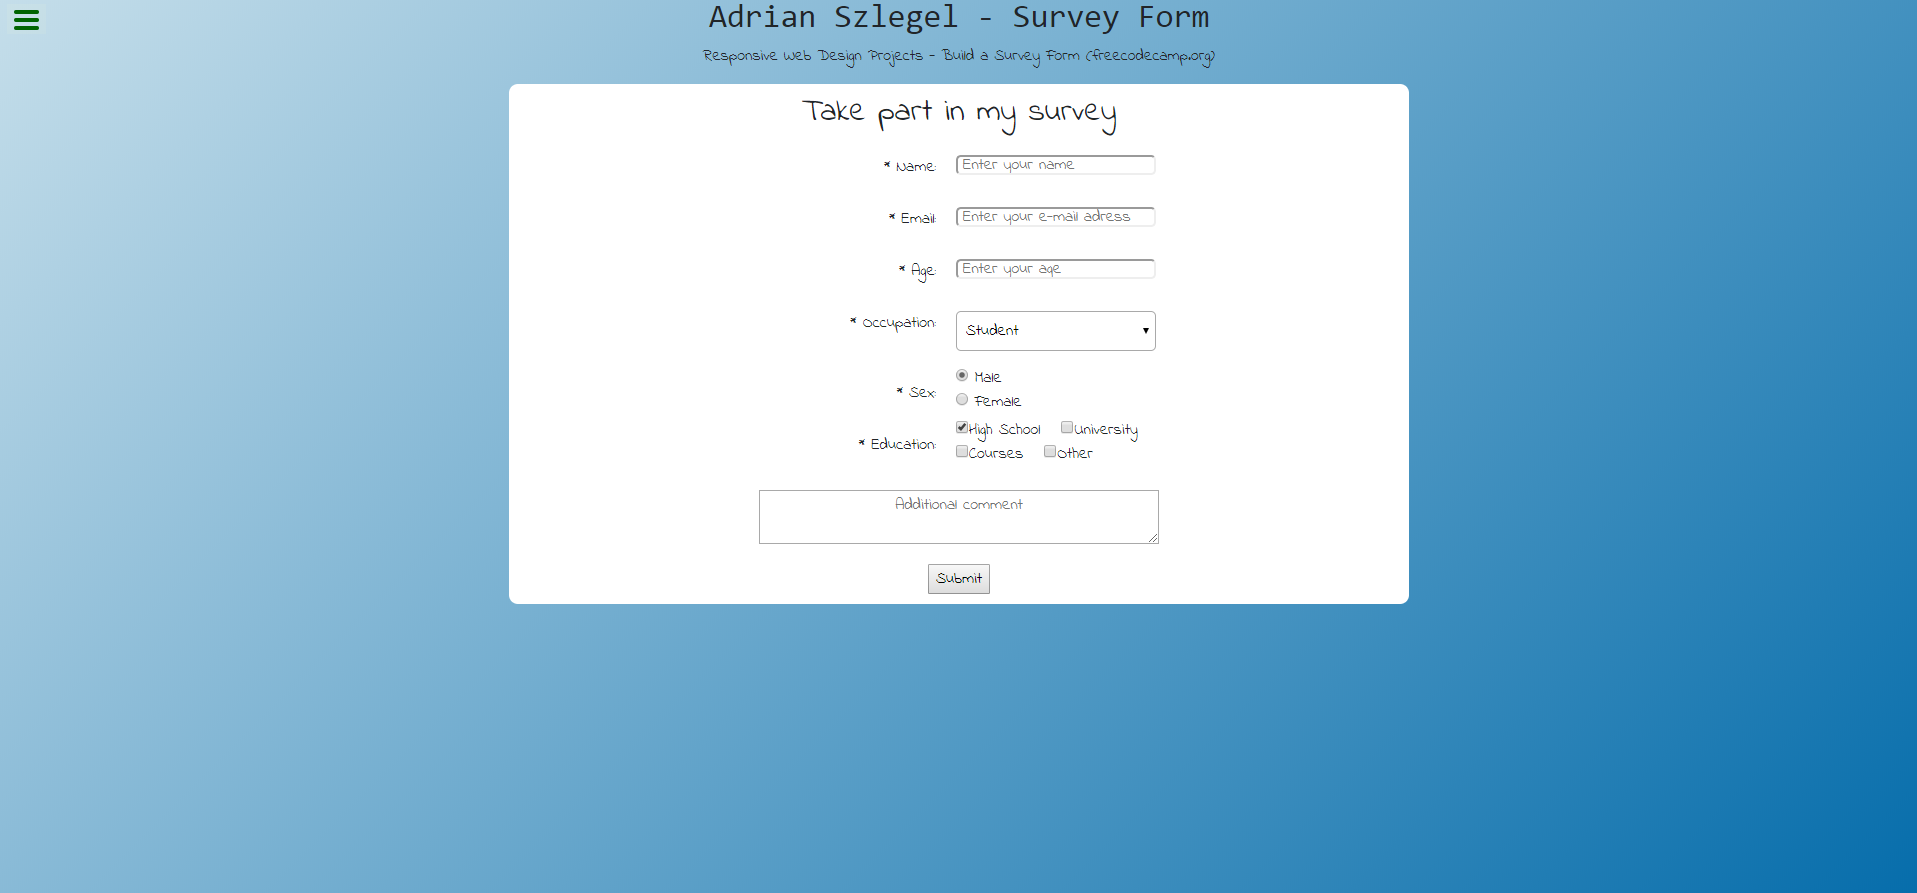 Adrian Szlegel - Survey Form
Responsive Web Design Projects - Build a Survey Form (freecodecamp.org)
Take part in my survey
* Name: Enter your name
* Email: Enter your e-mail adress
* Age: Enter your age
* Occupation: Student
* Sex: Male
Female
* Education: High School University
Courses Other
Additional comment
Submit